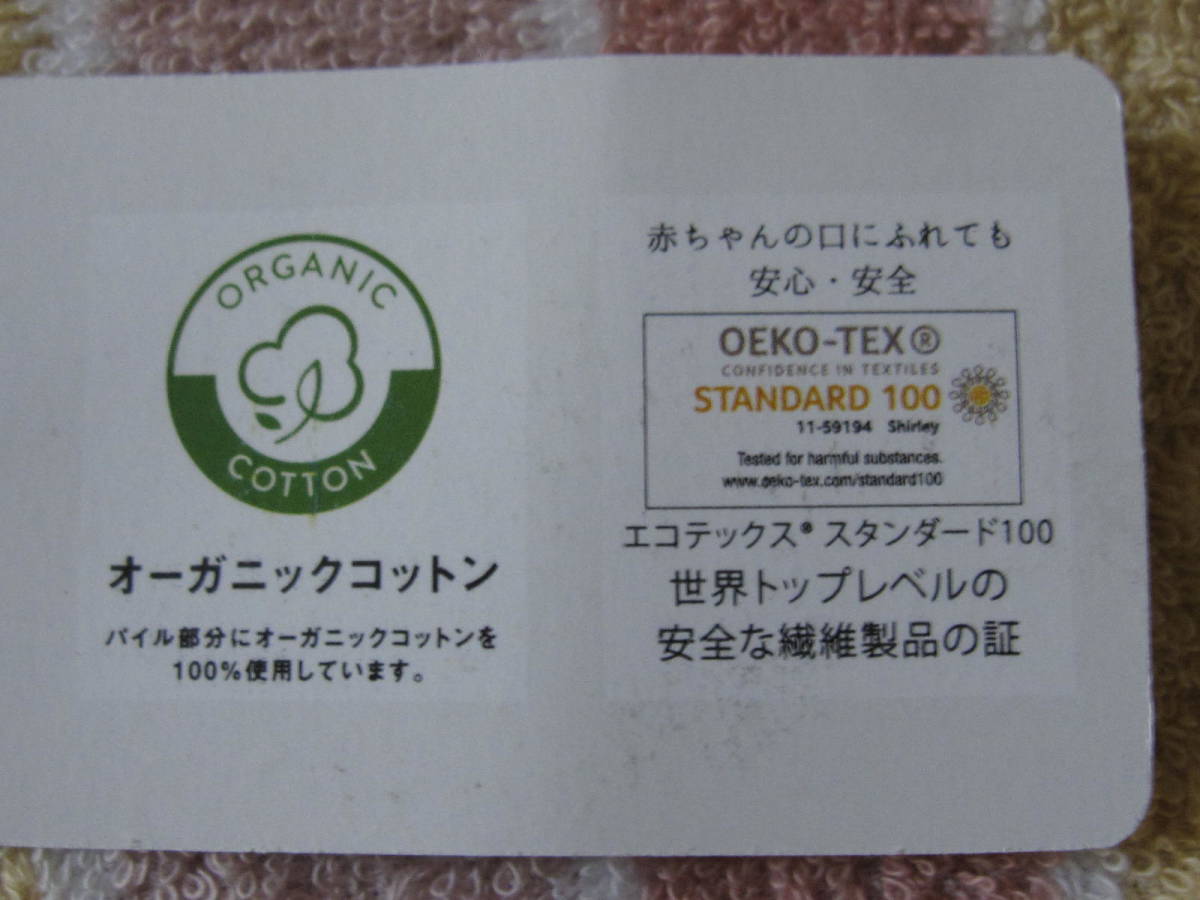 ORGANIC
COTTON
オーガニックコットン
パイル部分にオーガニックコットンを
100%使用しています。
赤ちゃんの口にふれても
安心・安全
OEKO-TEX®
CONFIDENCE IN TEXTILES
STANDARD 100
11-59194 Shirley
Tested for harmful substances.
www.oeko-tex.com/standard100
エコテックス® スタンダード100
世界トップレベルの
安全な繊維製品の証